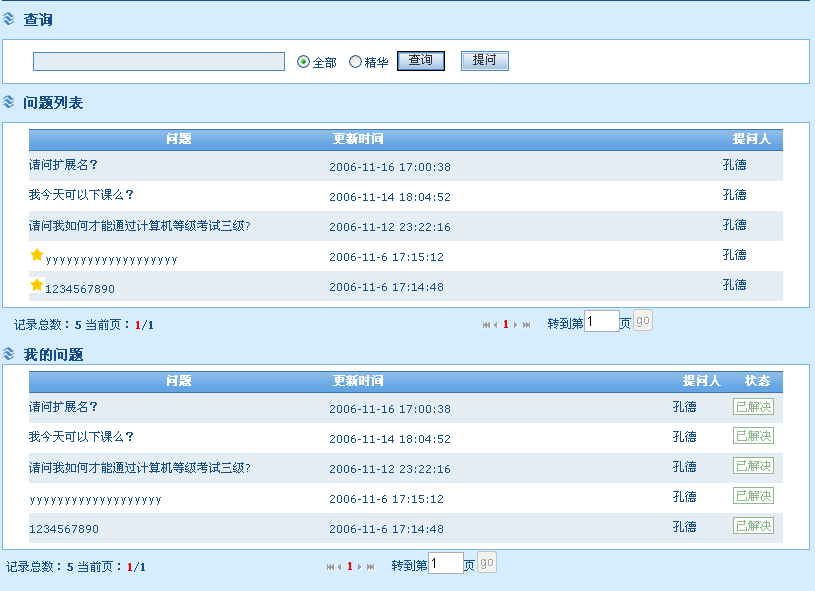 查询
全部 精华 查询 提问
问题列表
问题 更新时间 提问人
请问扩展名？ 2006-11-16 17:00:38 孔德
我今天可以下课么？ 2006-11-14 18:04:52 孔德
请问我如何才能通过计算机等级考试三级? 2006-11-12 23:22:16 孔德
yyyyyyyyyyyyyyyyyyy 2006-11-6 17:15:12 孔德
1234567890 2006-11-6 17:14:48 孔德
记录总数：5 当前页：1/1 1 转到第1页 go
我的问题
问题 更新时间 提问人 状态
请问扩展名？ 2006-11-16 17:00:38 孔德 已解决
我今天可以下课么？ 2006-11-14 18:04:52 孔德 已解决
请问我如何才能通过计算机等级考试三级? 2006-11-12 23:22:16 孔德 已解决
yyyyyyyyyyyyyyyyyyy 2006-11-6 17:15:12 孔德 已解决
1234567890 2006-11-6 17:14:48 孔德 已解决
记录总数：5 当前页：1/1 1 转到第1页 go